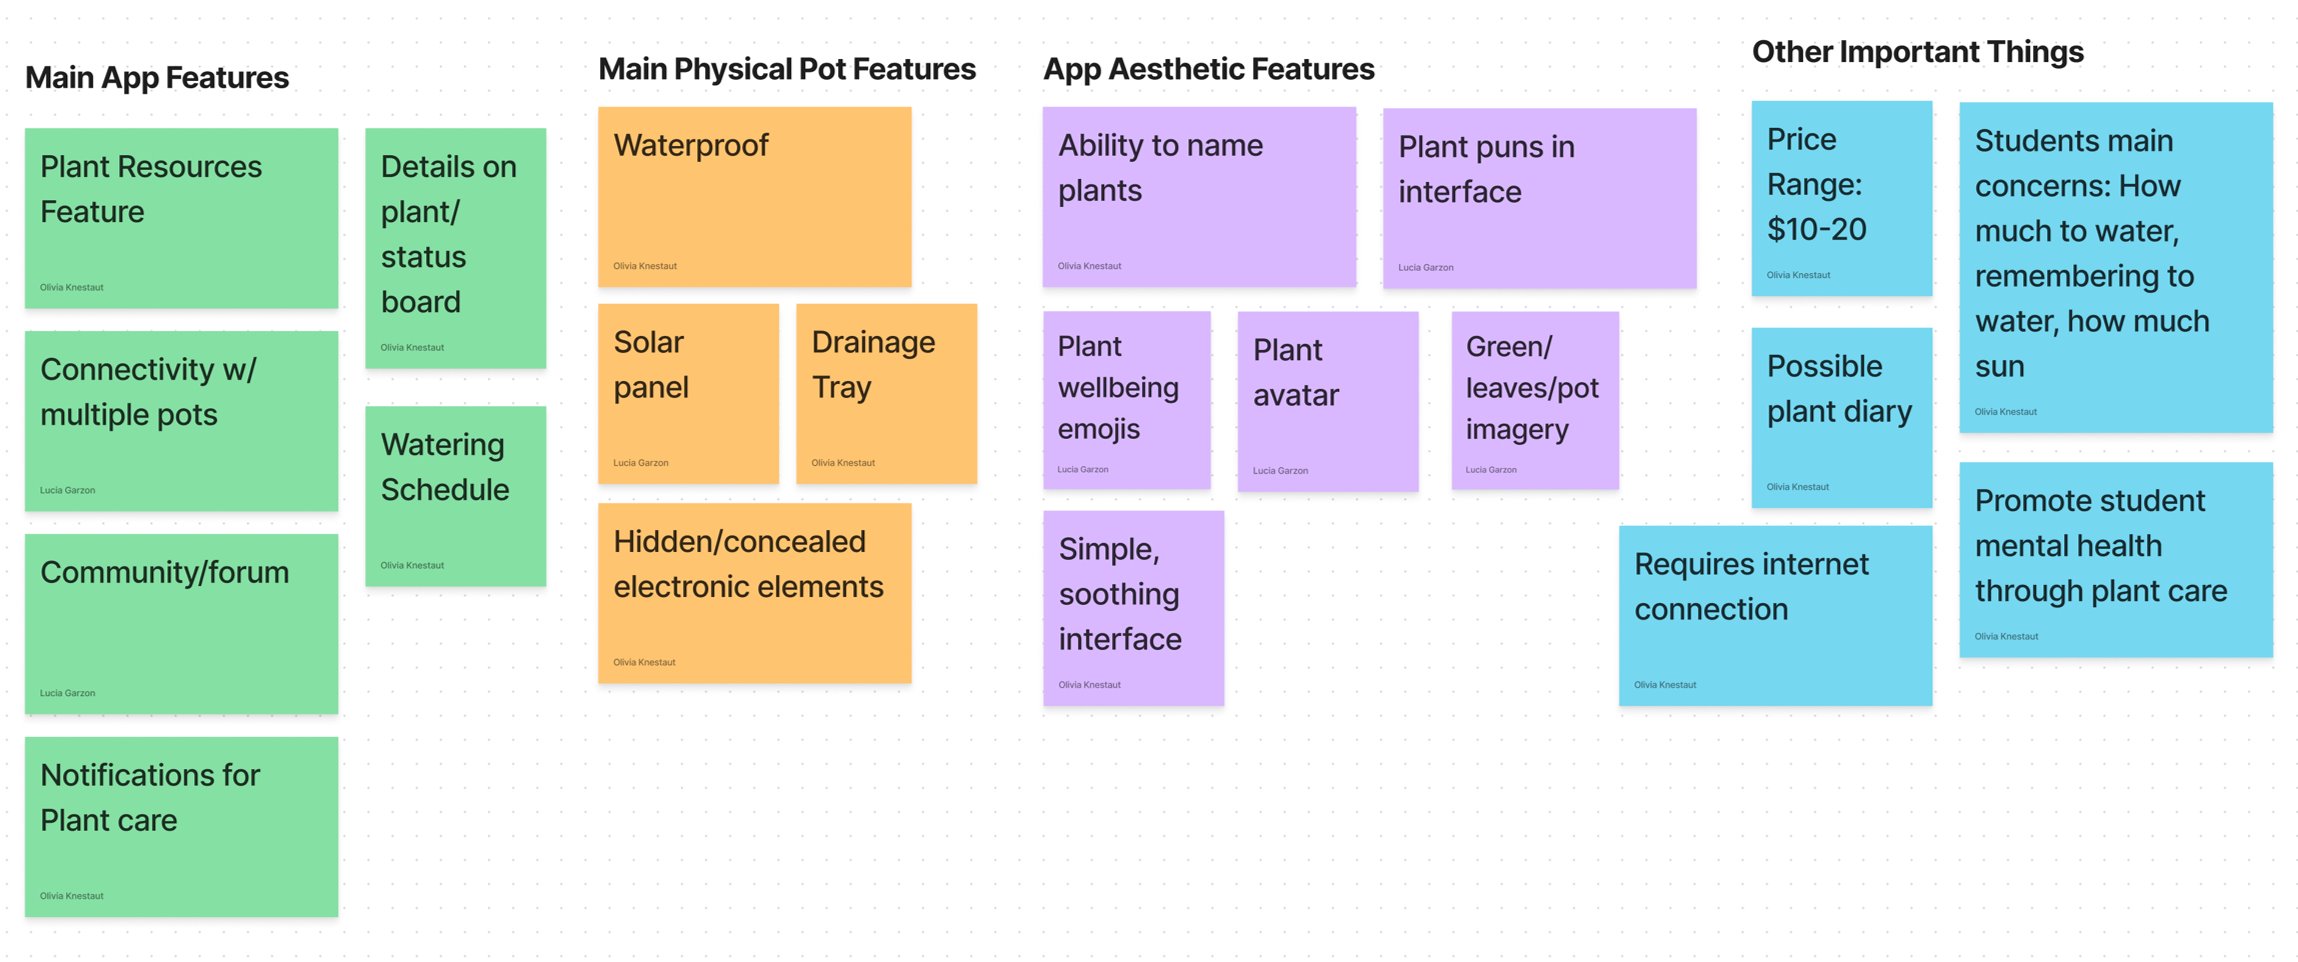 Main App Features
Plant Resources
Feature
Olivia Knestaut
Details on
plant/
status
board
Olivia Knestaut
Connectivity w/
multiple pots
Lucia Garzon
Watering
Schedule
Olivia Knestaut
Community/forum
Lucia Garzon
Notifications for
Plant care
Olivia Knestaut
Main Physical Pot Features
Waterproof
Olivia Knestaut
Solar
panel
Lucia Garzon
Drainage
Tray
Olivia Knestaut
Hidden/concealed
electronic elements
Olivia Knestaut
App Aesthetic Features
Ability to name
plants
Olivia Knestaut
Plant puns in
interface
Lucia Garzon
Plant
wellbeing
emojis
Lucia Garzon
Plant
avatar
Lucia Garzon
Green/
leaves/pot
imagery
Lucia Garzon
Simple,
soothing
interface
Olivia Knestaut
Other Important Things
Price
Range:
$10-20
Olivia Knestaut
Students main
concerns: How
much to water,
remembering to
water, how much
sun
Olivia Knestaut
Possible
plant diary
Olivia Knestaut
Requires internet
connection
Olivia Knestaut
Promote student
mental health
through plant care
Olivia Knestaut